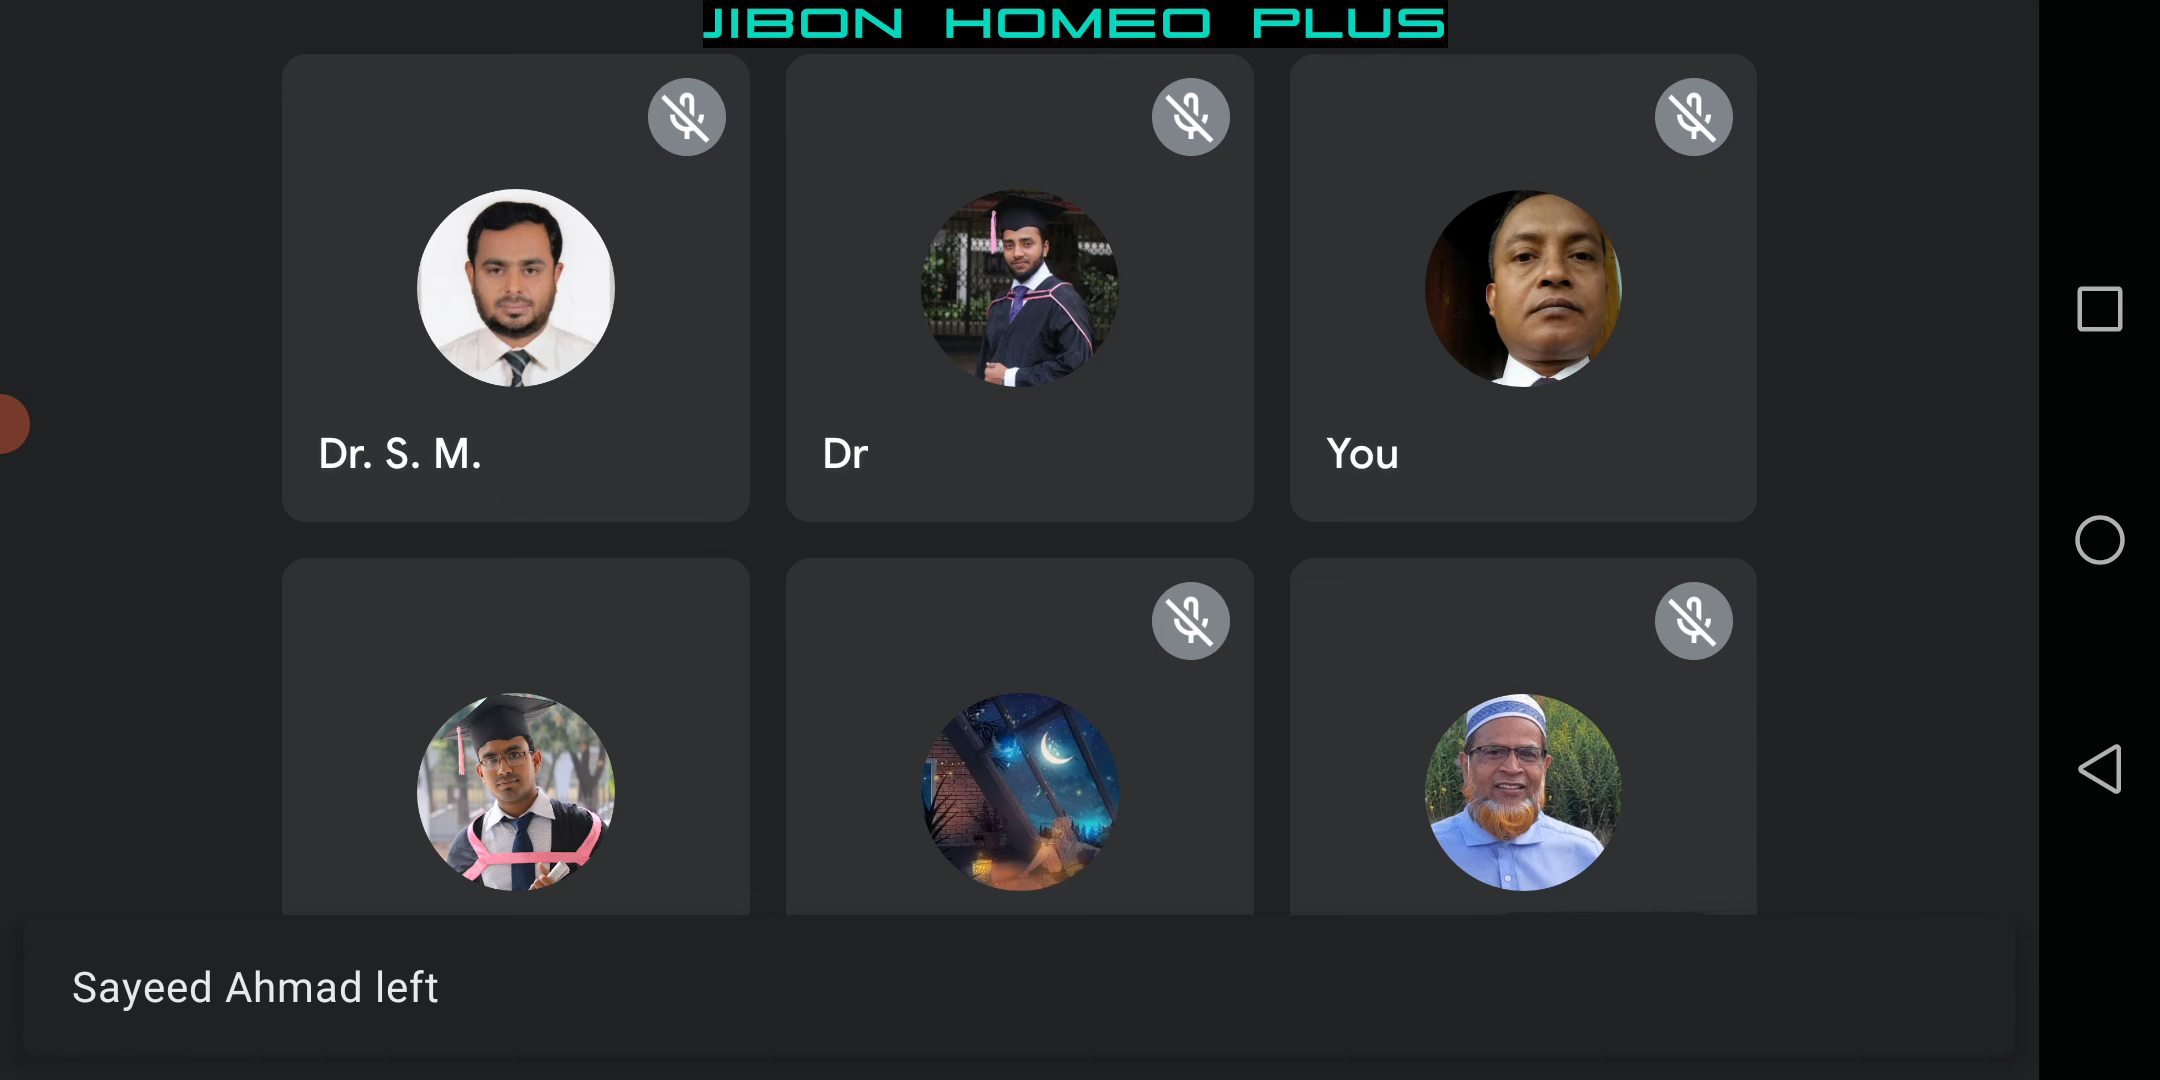 JIBON HOMEO PLUS
Dr. S. M.
Dr
You
Sayeed Ahmad left